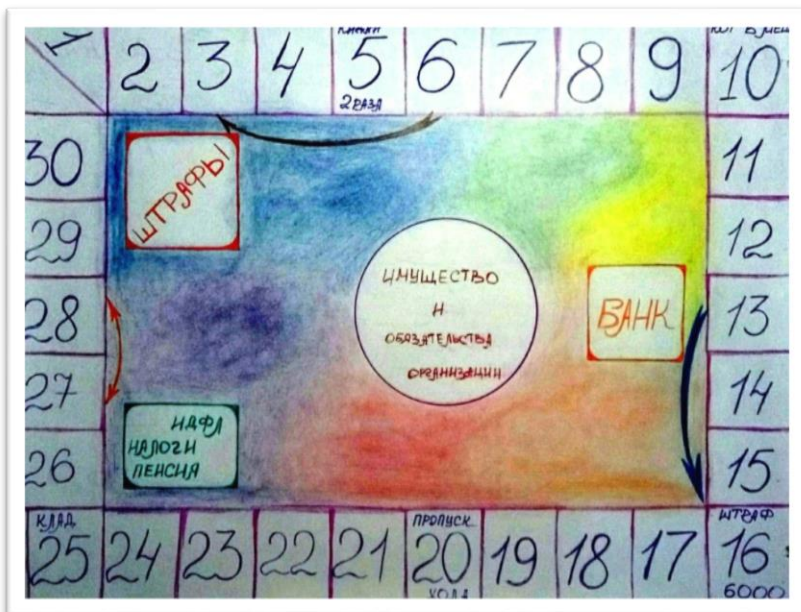 1
2
3
4
5
2 РАЗА
6
7
8
9
КОТ В МЕШ
10
30
29
28
27
26
ШТРАФЫ
ИМУЩЕСТВО
И
ОБЯЗАТЕЛЬСТВА
ОРГАНИЗАЦИИ
БАНК
НДФЛ
НАЛОГИ
ПЕНСИЯ
11
12
13
14
15
КЛАД
25
24
23
22
21
ПРОПУСК
20
ХОДА
19
18
17
ШТРАФ
16
6000